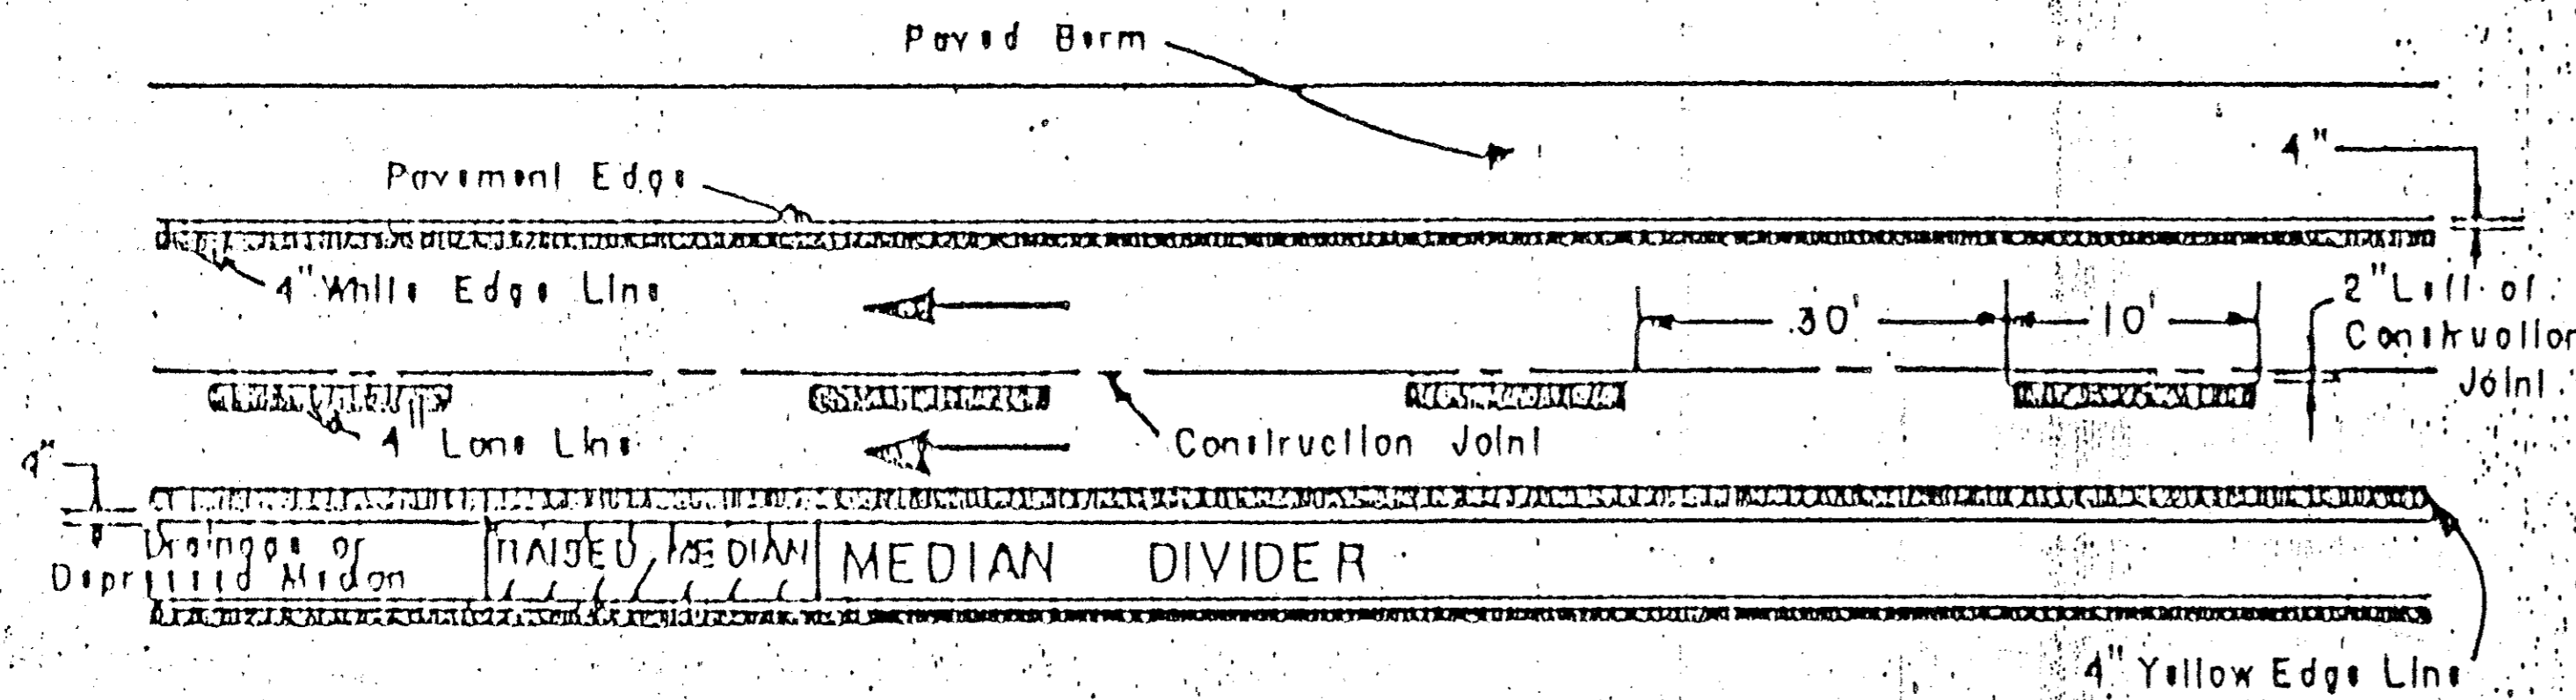 Paved Berm
4"
Pavement Edge
4" White Edge Line
30'
10'
2" Left of
Construction
Joint
4" Lane Line
Construction Joint
4"
Drainage or
Depressed Median
RAISED MEDIAN
MEDIAN DIVIDER
4" Yellow Edge Line